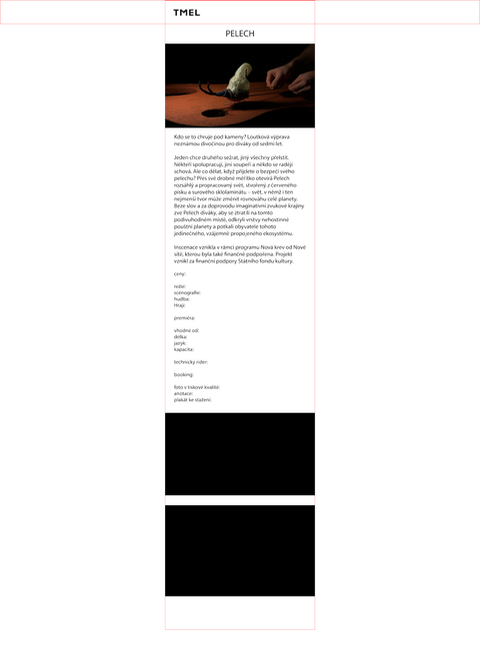 TMEL
PELECH
Kdo se to chruje pod kameny? Loutková výprava
neznámou divočinou pro diváky od sedmi let.
Jeden chce druhého sežrat, jiný všechny přelstít.
Někteří spolupracují, jiní soupeří a někdo se raději
schová. Ale co dělat, když přijdete o bezpečí svého
pelechu? Přes své drobné měřítko otevírá Pelech
rozsáhlý a propracovaný svět, stvořený z červeného
písku a surového sklolaminátu – svět, v němž i ten
nejmenší tvor může změnit rovnováhu celé planety.
Beze slov a za doprovodu imaginativní zvukové krajiny
zve Pelech diváky, aby se ztratili na tomto
podivuhodném místě, odkryli vrstvy nehostinné
pouštní planety a potkali obyvatele tohoto
jedinečného, vzájemně propojeného ekosystému.
Inscenace vznikla v rámci programu Nová krev od Nové
sítě, kterou byla také finančně podpořena. Projekt
vznikl za finanční podpory Státního fondu kultury.
ceny:
režie:
scénografie:
hudba:
Hrají:
premiéra:
vhodné od:
délka:
jazyk:
kapacita:
technický rider:
booking:
foto v tiskové kvalitě:
anotace:
plakát ke stažení: